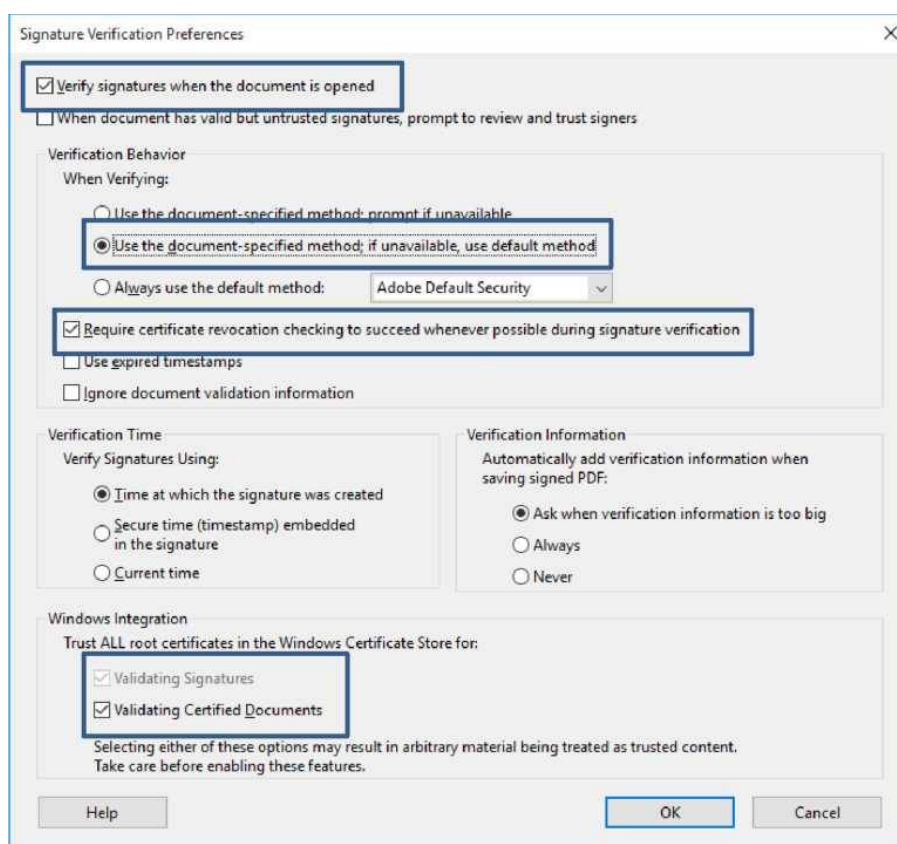 Signature Verification Preferences
Verify signatures when the document is opened
When document has valid but untrusted signatures, prompt to review and trust signers
Verification Behavior
When Verifying:
Use the document-specified method; prompt if unavailable
Use the document-specified method; if unavailable, use default method
Always use the default method:
Adobe Default Security
Require certificate revocation checking to succeed whenever possible during signature verification
Use expired timestamps
Ignore document validation information
Verification Time
Verify Signatures Using:
Time at which the signature was created
Secure time (timestamp) embedded
in the signature
Current time
Verification Information
Automatically add verification information when
saving signed PDF:
Ask when verification information is too big
Always
Never
Windows Integration
Trust ALL root certificates in the Windows Certificate Store for:
Validating Signatures
Validating Certified Documents
Selecting either of these options may result in arbitrary material being treated as trusted content.
Take care before enabling these features.
Help
OK
Cancel